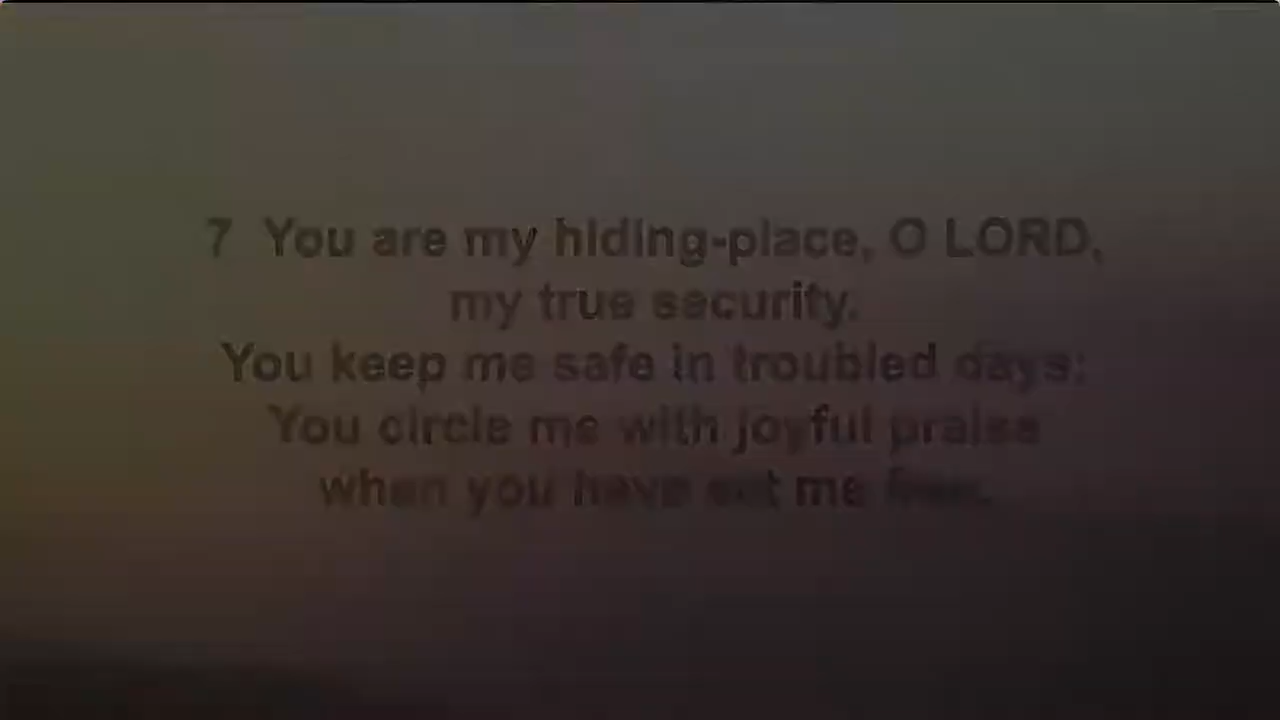 7 You are my hiding-place, O LORD,
my true security.
You keep me safe in troubled days:
You circle me with joyful praise
when you have set me free.